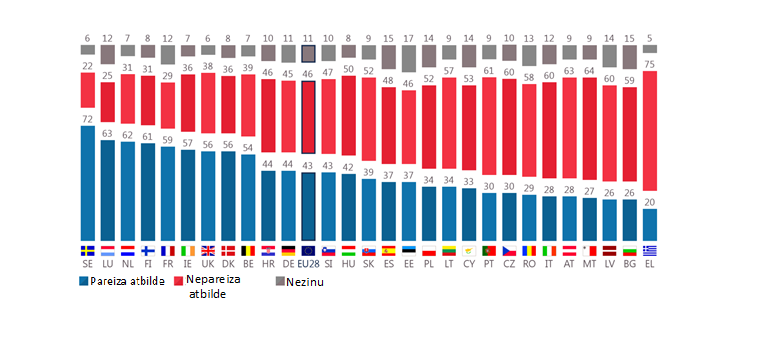 6 12 7 8 12 7 6 8 7 10 11 11 10 8 9 15 17 14 9 14 9 10 13 12 9 9 14 15 5
22 25 31 31 29 36 38 36 39 46 45 46 47 50 52 48 46 52 57 53 61 60 58 60 63 64 60 59 75
72 63 62 61 59 57 56 56 54 44 44 43 43 42 39 37 37 34 34 33 30 30 29 28 28 27 26 26 20
SE LU NL FI FR IE UK DK BE HR DE EU28 SI HU SK ES EE PL LT CY PT CZ RO IT AT MT LV BG EL
Pareiza atbilde Nepareiza Nezinu
atbilde